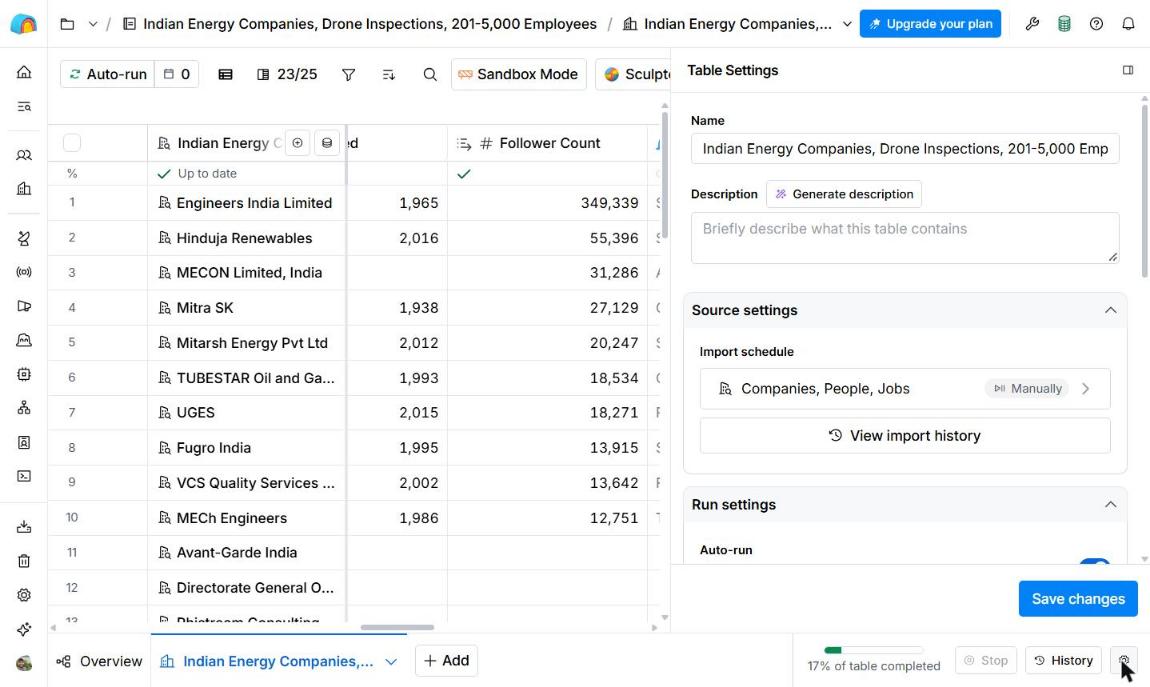 / Indian Energy Companies, Drone Inspections, 201-5,000 Employees / Indian Energy Companies,... Upgrade your plan
Auto-run 0 23/25 Sandbox Mode Sculpt
Table Settings
Name
Indian Energy Companies, Drone Inspections, 201-5,000 Emp
Description Generate description
Briefly describe what this table contains
Source settings
Import schedule
Companies, People, Jobs Manually
View import history
Run settings
Auto-run
Save changes
Indian Energy C ed # Follower Count
% Up to date
1 Engineers India Limited 1,965 349,339
2 Hinduja Renewables 2,016 55,396
3 MECON Limited, India 31,286
4 Mitra SK 1,938 27,129
5 Mitarsh Energy Pvt Ltd 2,012 20,247
6 TUBESTAR Oil and Ga... 1,993 18,534
7 UGES 2,015 18,271
8 Fugro India 1,995 13,915
9 VCS Quality Services ... 2,002 13,642
10 MECh Engineers 1,986 12,751
11 Avant-Garde India
12 Directorate General O...
13
Overview Indian Energy Companies,... + Add 17% of table completed Stop History